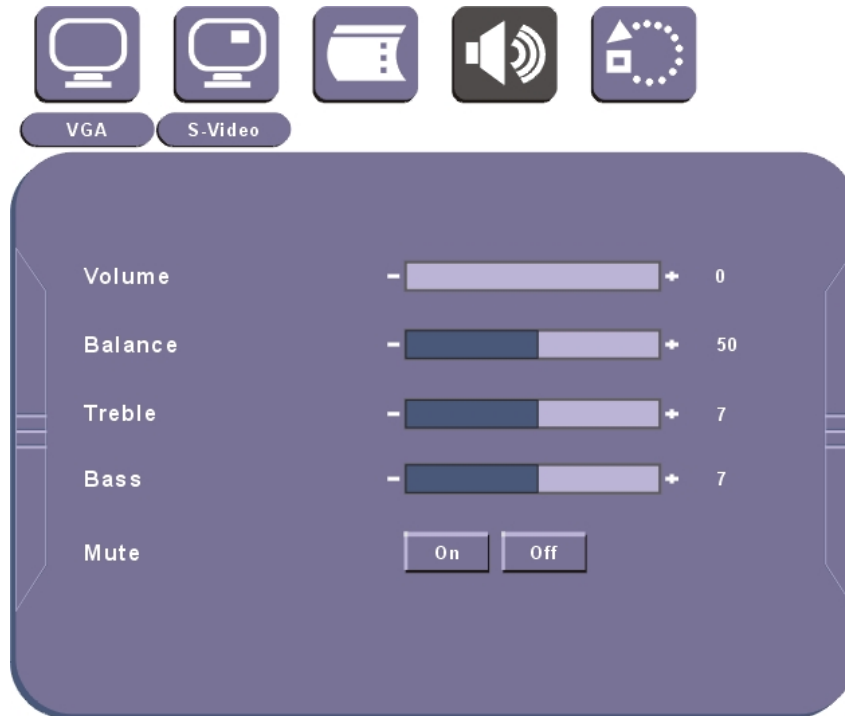 VGA S-Video
Volume - + 0
Balance - + 50
Treble - + 7
Bass - + 7
Mute On Off